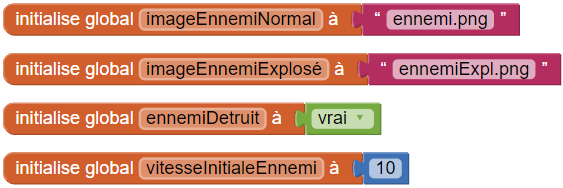 initialise global imageEnnemiNormal à " ennemi.png "
initialise global imageEnnemiExplosé à " ennemiExpl.png "
initialise global ennemiDetruit à vrai
initialise global vitesseInitialeEnnemi à 10